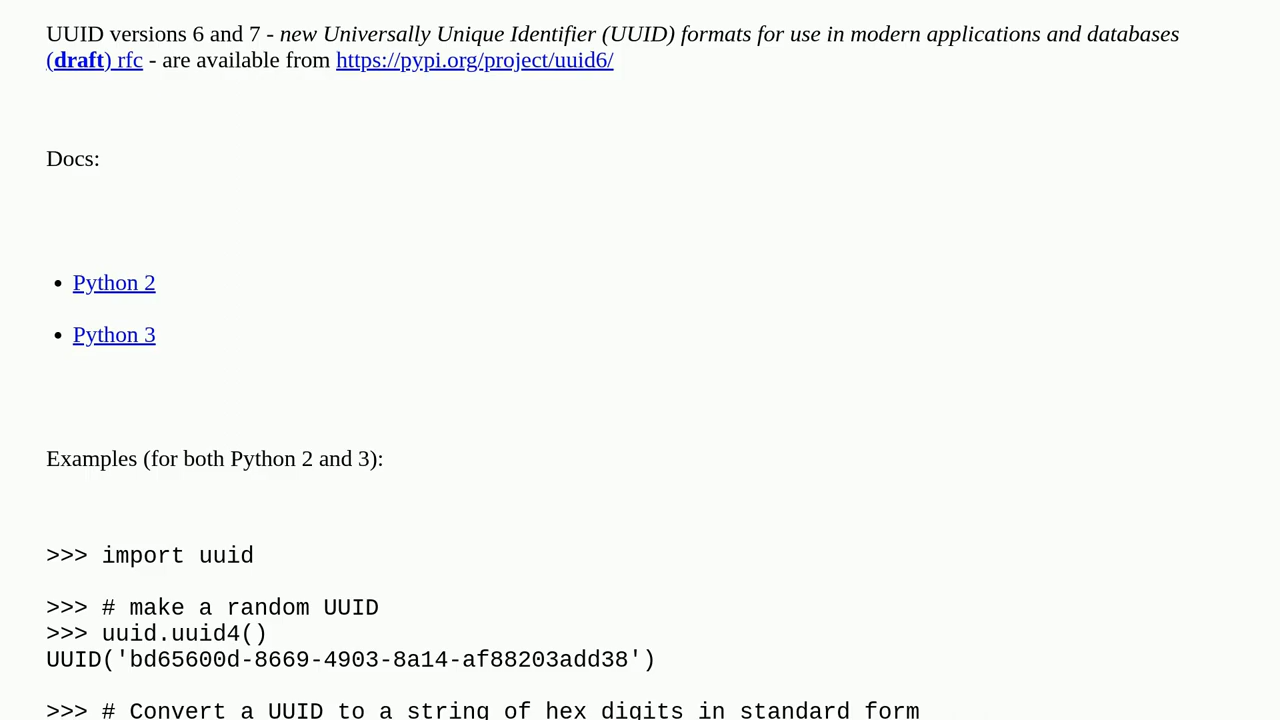 UUID versions 6 and 7 - new Universally Unique Identifier (UUID) formats for use in modern applications and databases
(draft) rfc - are available from https://pypi.org/project/uuid6/
Docs:
• Python 2
• Python 3
Examples (for both Python 2 and 3):
>>> import uuid
>>> # make a random UUID
>>> uuid.uuid4()
UUID('bd65600d-8669-4903-8a14-af88203add38')
>>> # Convert a UUID to a string of hex digits in standard form